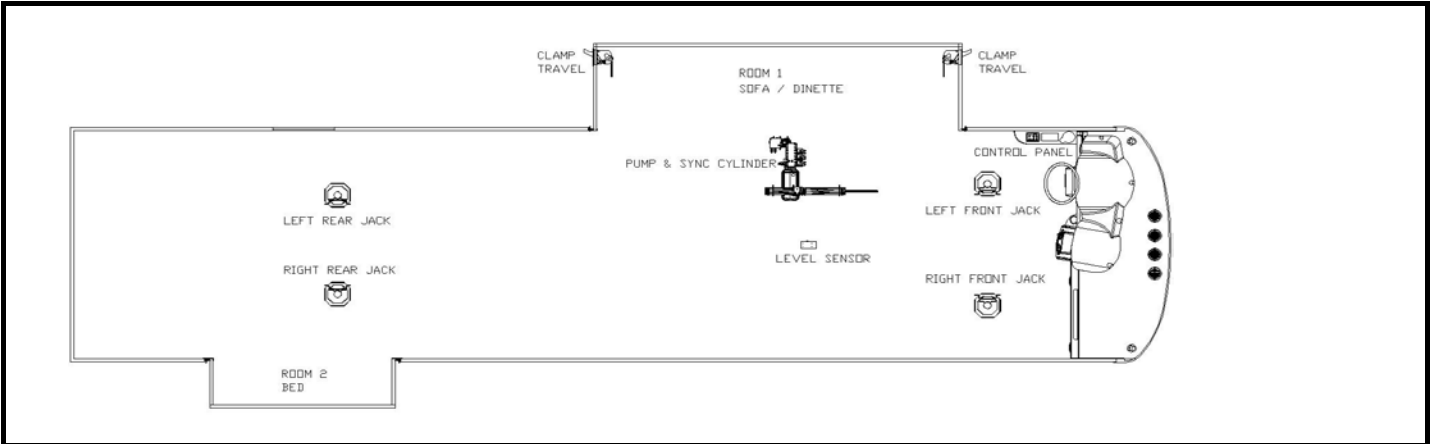 CLAMP
TRAVEL
CLAMP
TRAVEL
ROOM 1
SOFA / DINETTE
CONTROL PANEL
PUMP & SYNC CYLINDER
LEFT REAR JACK
LEFT FRONT JACK
LEVEL SENSOR
RIGHT REAR JACK
RIGHT FRONT JACK
ROOM 2
BED